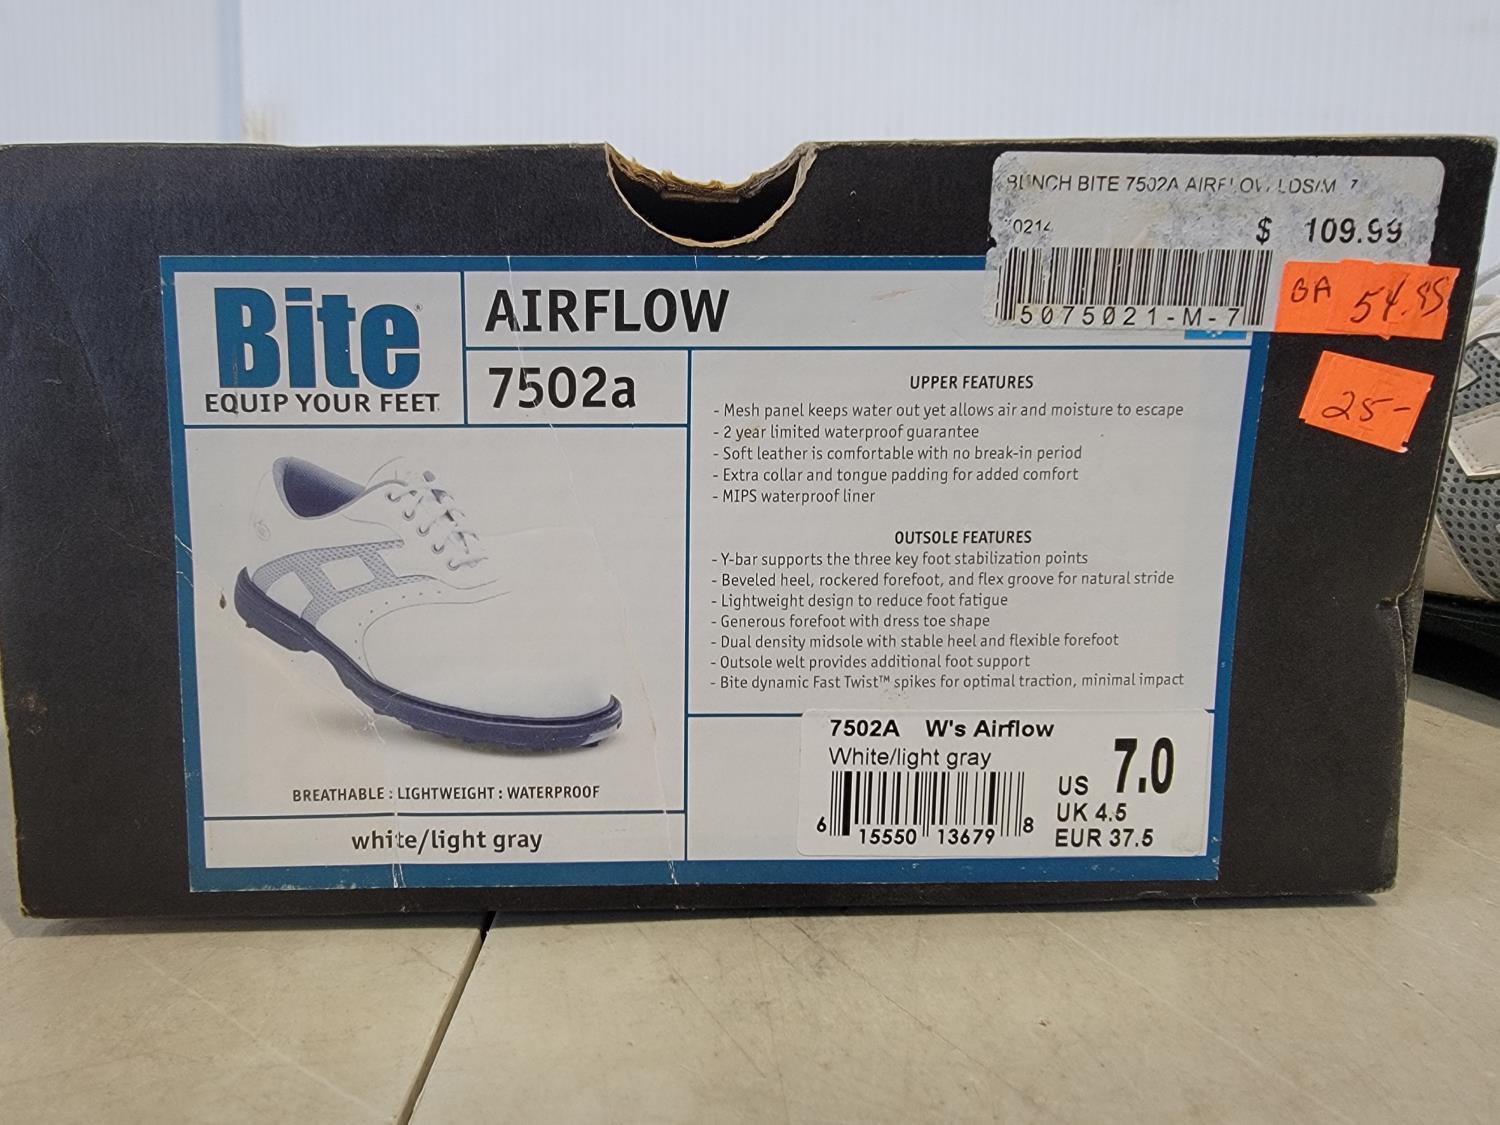 BUNCH BITE 7502A AIRFLOW, LDS/M 7
0214
$ 109.99
5075021-M-7
GA 54.95
25-
Bite
EQUIP YOUR FEET
AIRFLOW
7502a
UPPER FEATURES
- Mesh panel keeps water out yet allows air and moisture to escape
- 2 year limited waterproof guarantee
- Soft leather is comfortable with no break-in period
- Extra collar and tongue padding for added comfort
- MIPS waterproof liner
OUTSOLE FEATURES
- Y-bar supports the three key foot stabilization points
- Beveled heel, rockered forefoot, and flex groove for natural stride
- Lightweight design to reduce foot fatigue
- Generous forefoot with dress toe shape
- Dual density midsole with stable heel and flexible forefoot
- Outsole welt provides additional foot support
- Bite dynamic Fast Twist™ spikes for optimal traction, minimal impact
BREATHABLE : LIGHTWEIGHT : WATERPROOF
white/light gray
7502A W's Airflow
White/light gray
US 7.0
UK 4.5
EUR 37.5
6 15550 13679 8